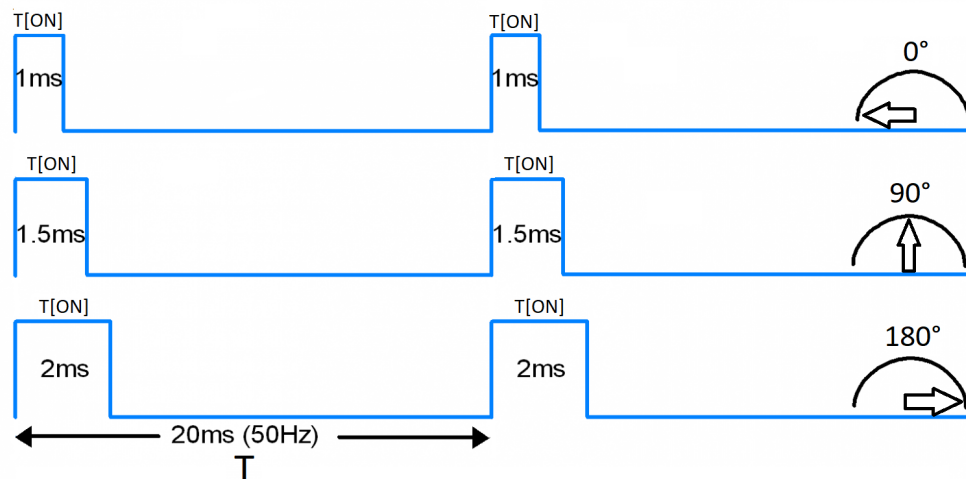 T[ON] T[ON]
1ms 1ms 0°
T[ON] T[ON]
1.5ms 1.5ms 90°
T[ON] T[ON]
2ms 2ms 180°
20ms (50Hz)
T